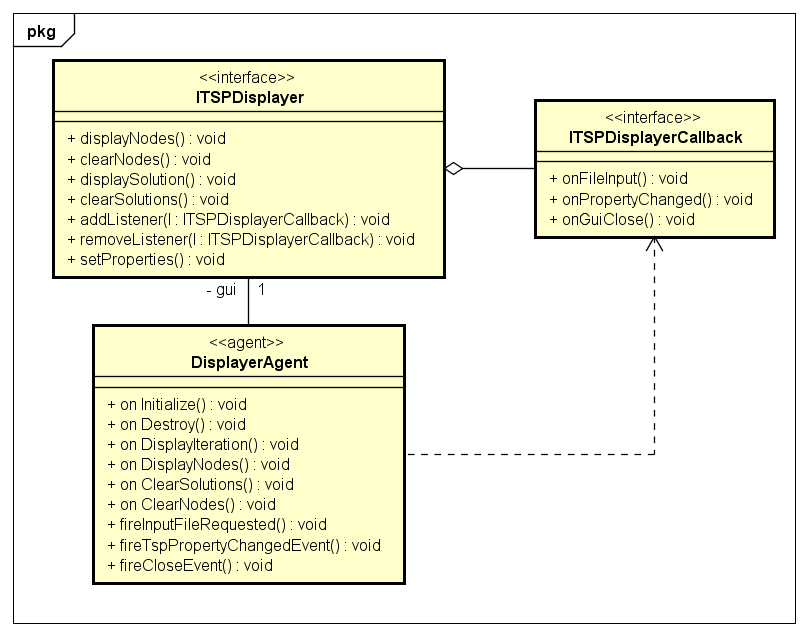 pkg
<<interface>>
ITSPDisplayer
+ displayNodes() : void
+ clearNodes() : void
+ displaySolution() : void
+ clearSolutions() : void
+ addListener(l : ITSPDisplayerCallback) : void
+ removeListener(l : ITSPDisplayerCallback) : void
+ setProperties() : void
<<interface>>
ITSPDisplayerCallback
+ onFileInput() : void
+ onPropertyChanged() : void
+ onGuiClose() : void
- gui 1
<<agent>>
DisplayerAgent
+ on Initialize() : void
+ on Destroy() : void
+ on DisplayIteration() : void
+ on DisplayNodes() : void
+ on ClearSolutions() : void
+ on ClearNodes() : void
+ fireInputFileRequested() : void
+ fireTspPropertyChangedEvent() : void
+ fireCloseEvent() : void